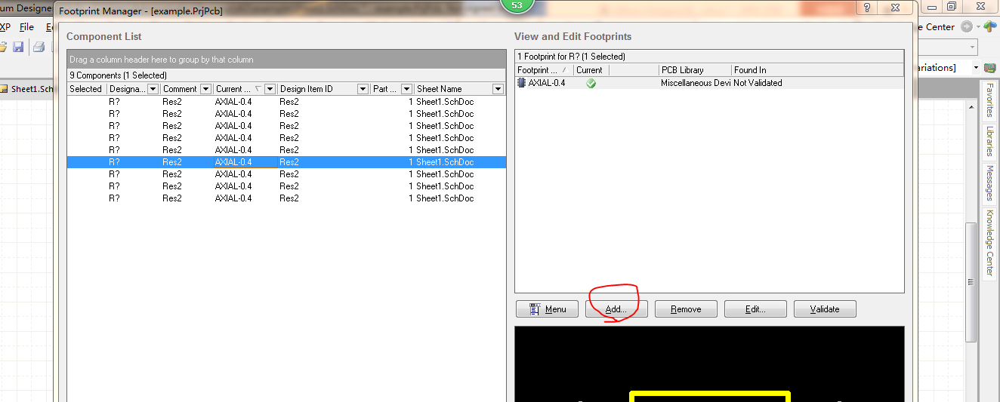 um Designer
Footprint Manager - [example.PrjPcb]
53
XP File E
e Center
ariations]
Sheet1.Sch
Component List
View and Edit Footprints
Drag a column header here to group by that column
1 Footprint for R? (1 Selected)
9 Components (1 Selected)
Footprint ... Current PCB Library Found In
AXIAL-0.4 Miscellaneous Devi Not Validated
Selected Designa... Comment Current ... Design Item ID Part ... Sheet Name
R? Res2 AXIAL-0.4 Res2 1 Sheet1.SchDoc
R? Res2 AXIAL-0.4 Res2 1 Sheet1.SchDoc
R? Res2 AXIAL-0.4 Res2 1 Sheet1.SchDoc
R? Res2 AXIAL-0.4 Res2 1 Sheet1.SchDoc
R? Res2 AXIAL-0.4 Res2 1 Sheet1.SchDoc
R? Res2 AXIAL-0.4 Res2 1 Sheet1.SchDoc
R? Res2 AXIAL-0.4 Res2 1 Sheet1.SchDoc
R? Res2 AXIAL-0.4 Res2 1 Sheet1.SchDoc
R? Res2 AXIAL-0.4 Res2 1 Sheet1.SchDoc
Menu Add... Remove Edit... Validate
Favorites
Libraries
Messages
Knowledge Center